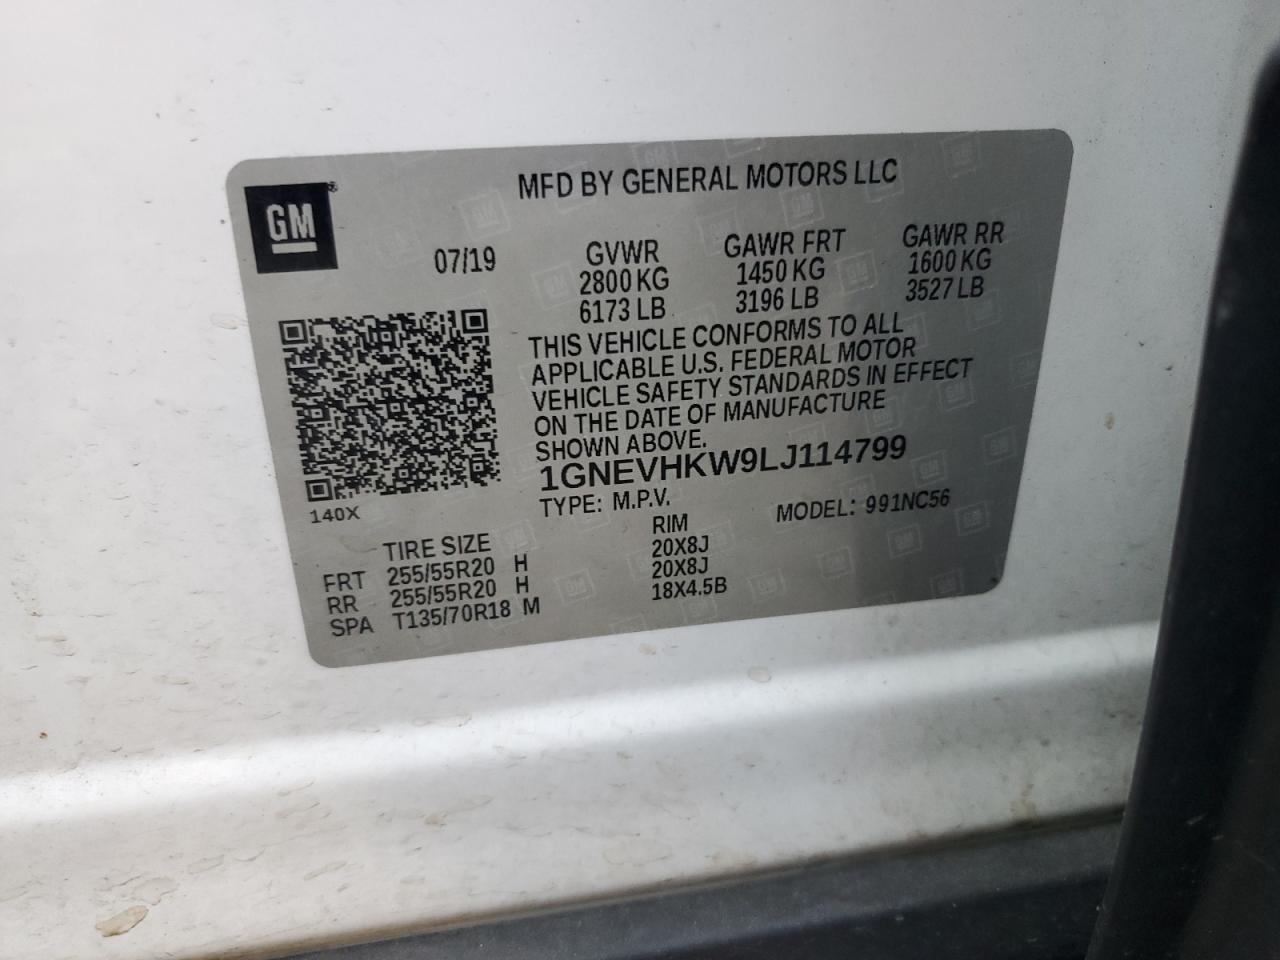 GM®
MFD BY GENERAL MOTORS LLC
07/19
GVWR
2800 KG
6173 LB
GAWR FRT
1450 KG
3196 LB
GAWR RR
1600 KG
3527 LB
THIS VEHICLE CONFORMS TO ALL
APPLICABLE U.S. FEDERAL MOTOR
VEHICLE SAFETY STANDARDS IN EFFECT
ON THE DATE OF MANUFACTURE
SHOWN ABOVE.
1GNEVHKW9LJ114799
TYPE: M.P.V.
MODEL: 991NC56
140X
TIRE SIZE RIM
FRT 255/55R20 H 20X8J
RR 255/55R20 H 20X8J
SPA T135/70R18 M 18X4.5B